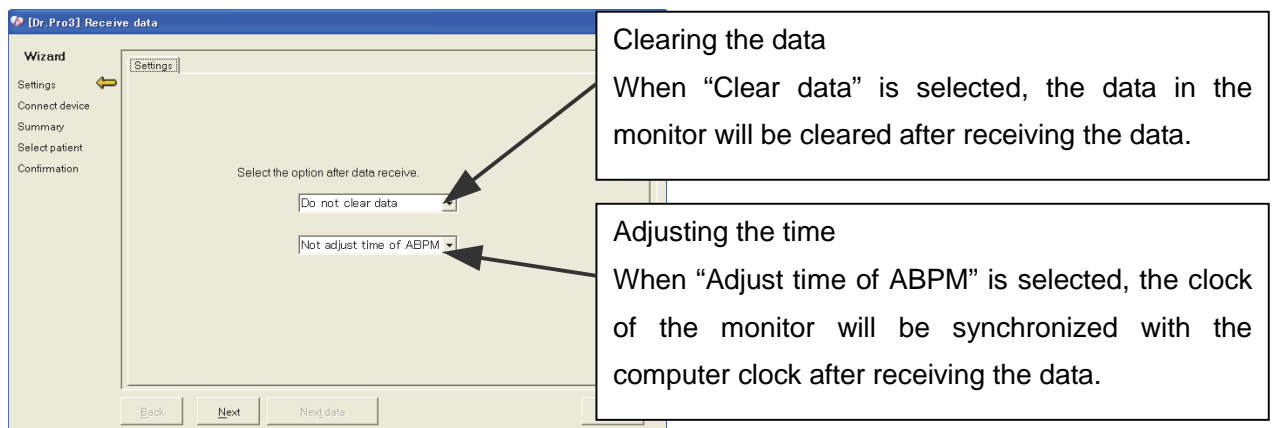 [Dr.Pro3] Receive data
Wizard
Settings
Connect device
Summary
Select patient
Confirmation
Settings
Select the option after data receive.
Do not clear data
Not adjust time of ABPM
Back
Next
Next data
Clearing the data
When “Clear data” is selected, the data in the
monitor will be cleared after receiving the data.
Adjusting the time
When “Adjust time of ABPM” is selected, the clock
of the monitor will be synchronized with the
computer clock after receiving the data.